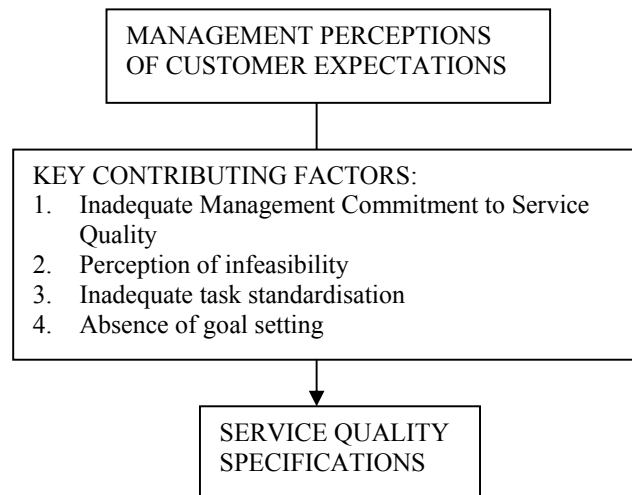 MANAGEMENT PERCEPTIONS
OF CUSTOMER EXPECTATIONS
KEY CONTRIBUTING FACTORS:
1. Inadequate Management Commitment to Service
Quality
2. Perception of infeasibility
3. Inadequate task standardisation
4. Absence of goal setting
SERVICE QUALITY
SPECIFICATIONS